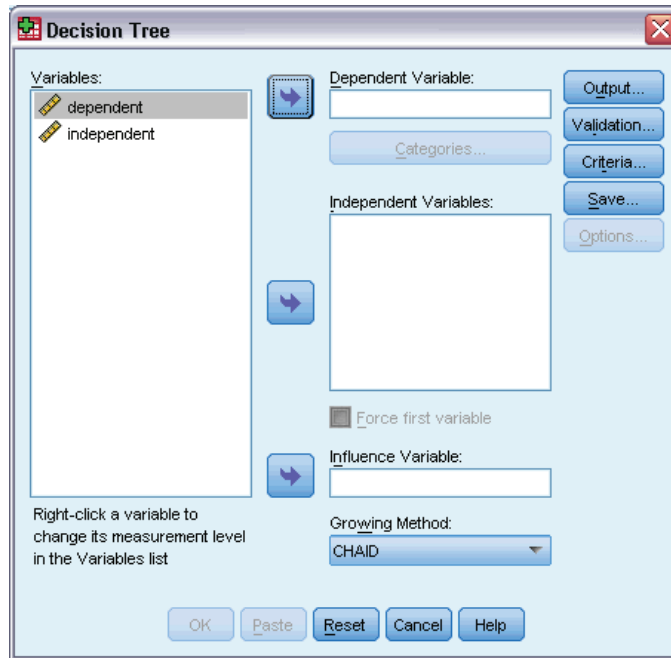 Decision Tree
Variables:
dependent
independent
Right-click a variable to
change its measurement level
in the Variables list
Dependent Variable:
Categories...
Independent Variables:
Force first variable
Influence Variable:
Growing Method:
CHAID
Output...
Validation...
Criteria...
Save...
Options...
OK
Paste
Reset
Cancel
Help